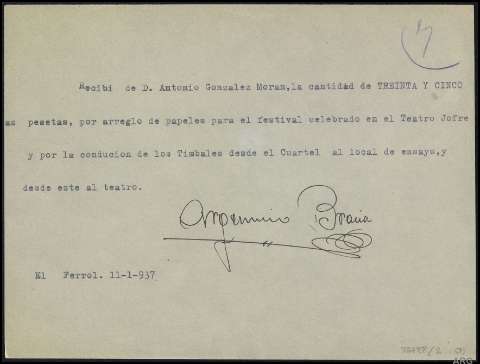 Recibi de D. Antonio Gonzalez Moran,la cantidad de TREINTA Y CINCO
as pesetas, por arreglo de papeles para el festival celebrado en el Teatro Jofre
y por la conducion de los Timbales desde el Cuartel al local de ensayo,y
desde este al teatro.
Argemiro
El Ferrol. 11-1-937
ARG